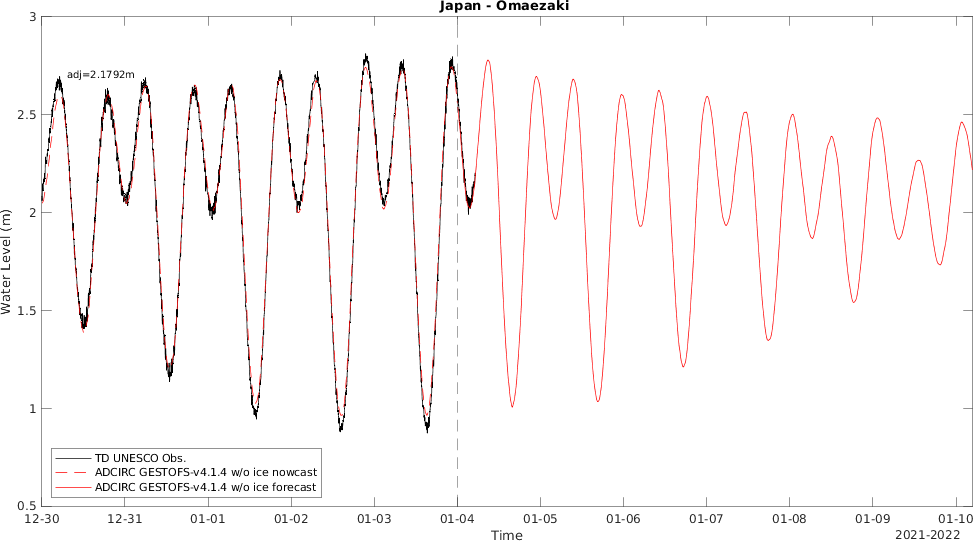 Japan - Omaezaki
3
2.5
2
1.5
1
0.5
Water Level (m)
adj=2.1792m
TD UNESCO Obs.
ADCIRC GESTOFS-v4.1.4 w/o ice nowcast
ADCIRC GESTOFS-v4.1.4 w/o ice forecast
12-30 12-31 01-01 01-02 01-03 01-04 01-05 01-06 01-07 01-08 01-09 01-10
Time
2021-2022